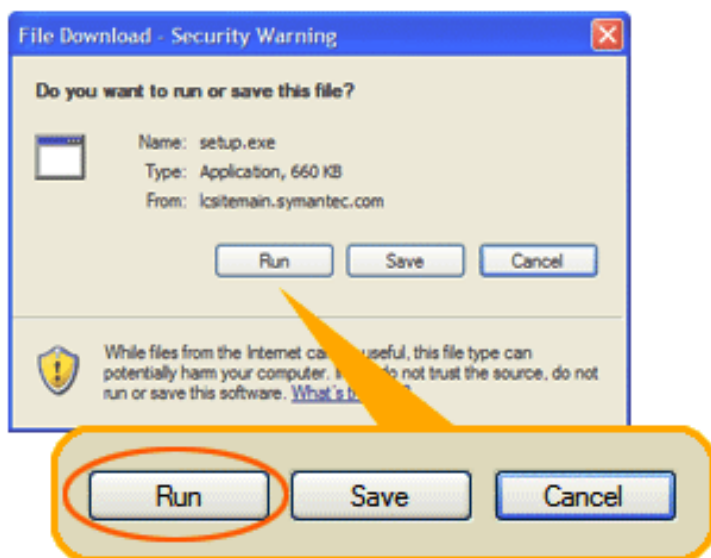 File Download - Security Warning
Do you want to run or save this file?
Name: setup.exe
Type: Application, 660 KB
From: lcsitemain.symantec.com
Run Save Cancel
While files from the Internet can useful, this file type can
potentially harm your computer. do not trust the source, do not
run or save this software. What's
Run Save Cancel